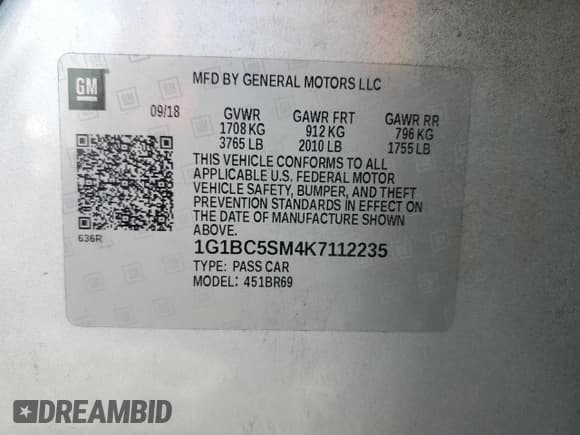 GM
MFD BY GENERAL MOTORS LLC
09/18 GVWR GAWR FRT GAWR RR
1708 KG 912 KG 796 KG
3765 LB 2010 LB 1755 LB
THIS VEHICLE CONFORMS TO ALL
APPLICABLE U.S. FEDERAL MOTOR
VEHICLE SAFETY, BUMPER, AND THEFT
PREVENTION STANDARDS IN EFFECT ON
THE DATE OF MANUFACTURE SHOWN
ABOVE.
636R
1G1BC5SM4K7112235
TYPE: PASS CAR
MODEL: 451BR69
DREAMBID